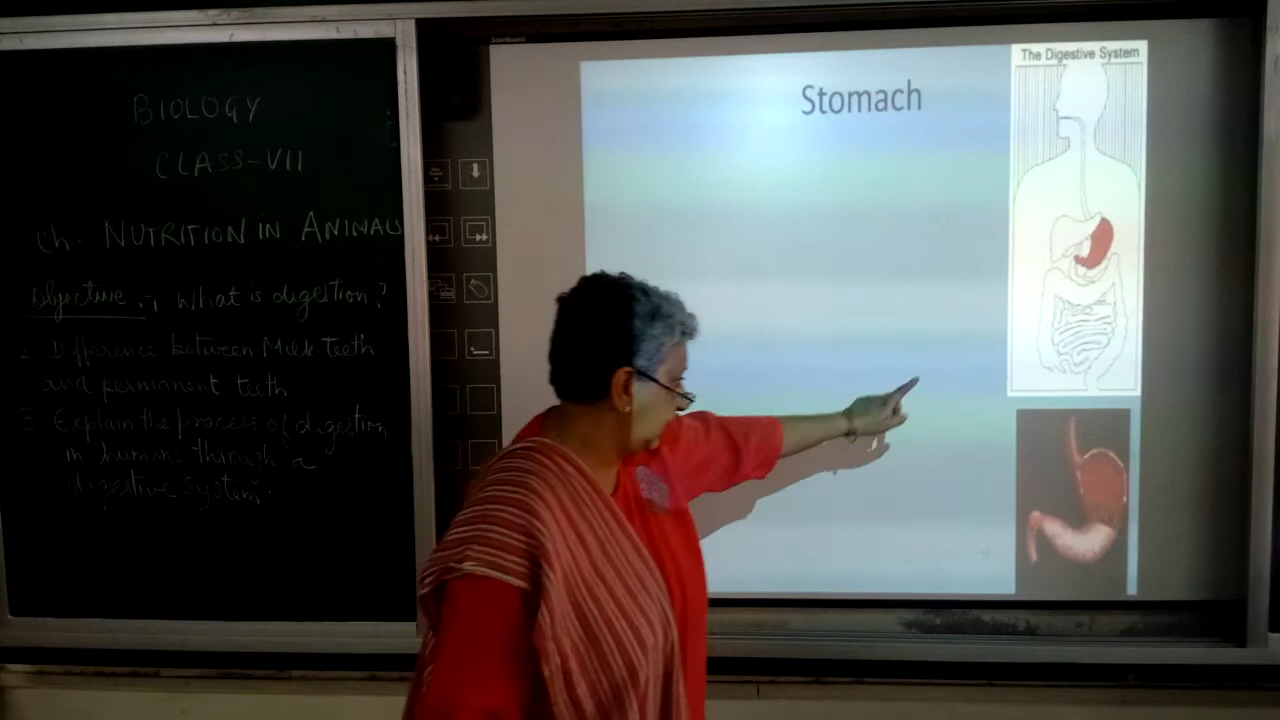 BIOLOGY
CLASS-VII
Ch. NUTRITION IN ANIMALS
Objective :- 1 What is digestion?
2. Difference between Milk teeth
and permanent teeth
3 Explain the process of digestion
in humans through a
digestive system.
StarBoard
Stomach
The Digestive System